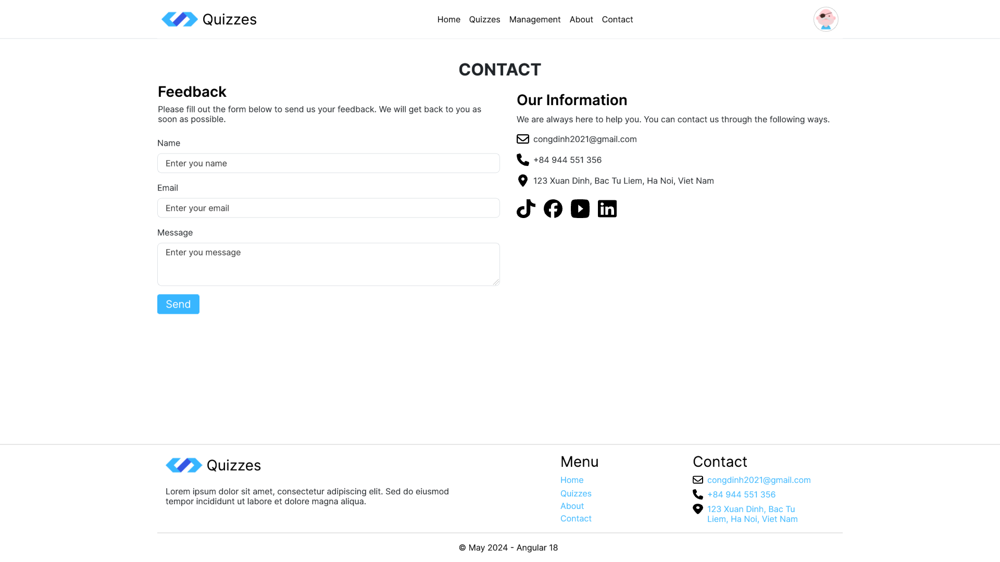 Quizzes
Home Quizzes Management About Contact
CONTACT
Feedback
Please fill out the form below to send us your feedback. We will get back to you as
soon as possible.
Name
Enter you name
Email
Enter your email
Message
Enter you message
Send
Our Information
We are always here to help you. You can contact us through the following ways.
congdinh2021@gmail.com
+84 944 551 356
123 Xuan Dinh, Bac Tu Liem, Ha Noi, Viet Nam
Quizzes
Lorem ipsum dolor sit amet, consectetur adipiscing elit. Sed do eiusmod
tempor incididunt ut labore et dolore magna aliqua.
Menu
Home
Quizzes
About
Contact
Contact
congdinh2021@gmail.com
+84 944 551 356
123 Xuan Dinh, Bac Tu
Liem, Ha Noi, Viet Nam
© May 2024 - Angular 18